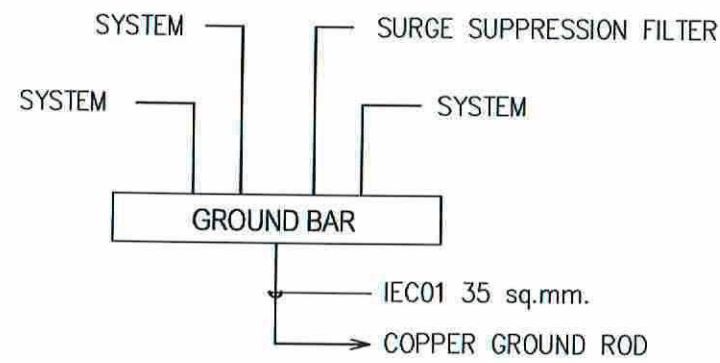 SYSTEM
SURGE SUPPRESSION FILTER
SYSTEM
SYSTEM
GROUND BAR
IEC01 35 sq.mm.
COPPER GROUND ROD